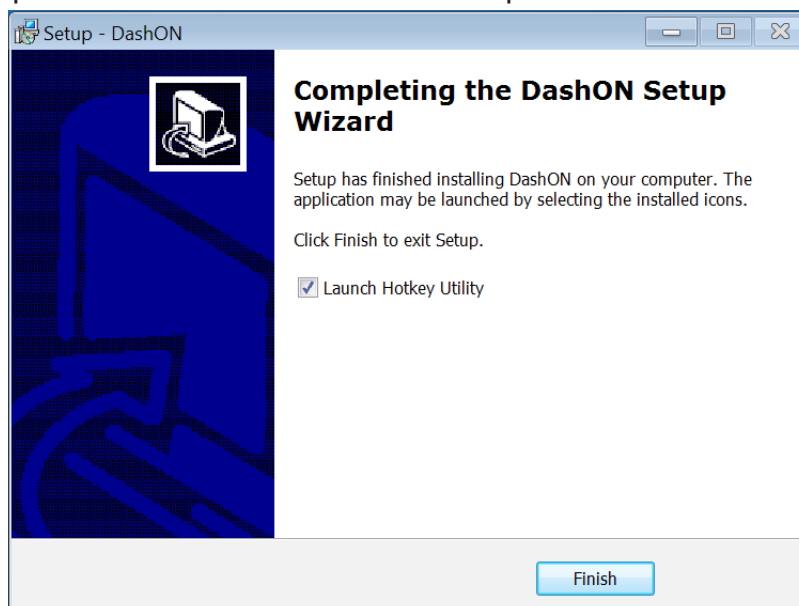 Setup - DashON
Completing the DashON Setup
Wizard
Setup has finished installing DashON on your computer. The
application may be launched by selecting the installed icons.
Click Finish to exit Setup.
Launch Hotkey Utility
Finish